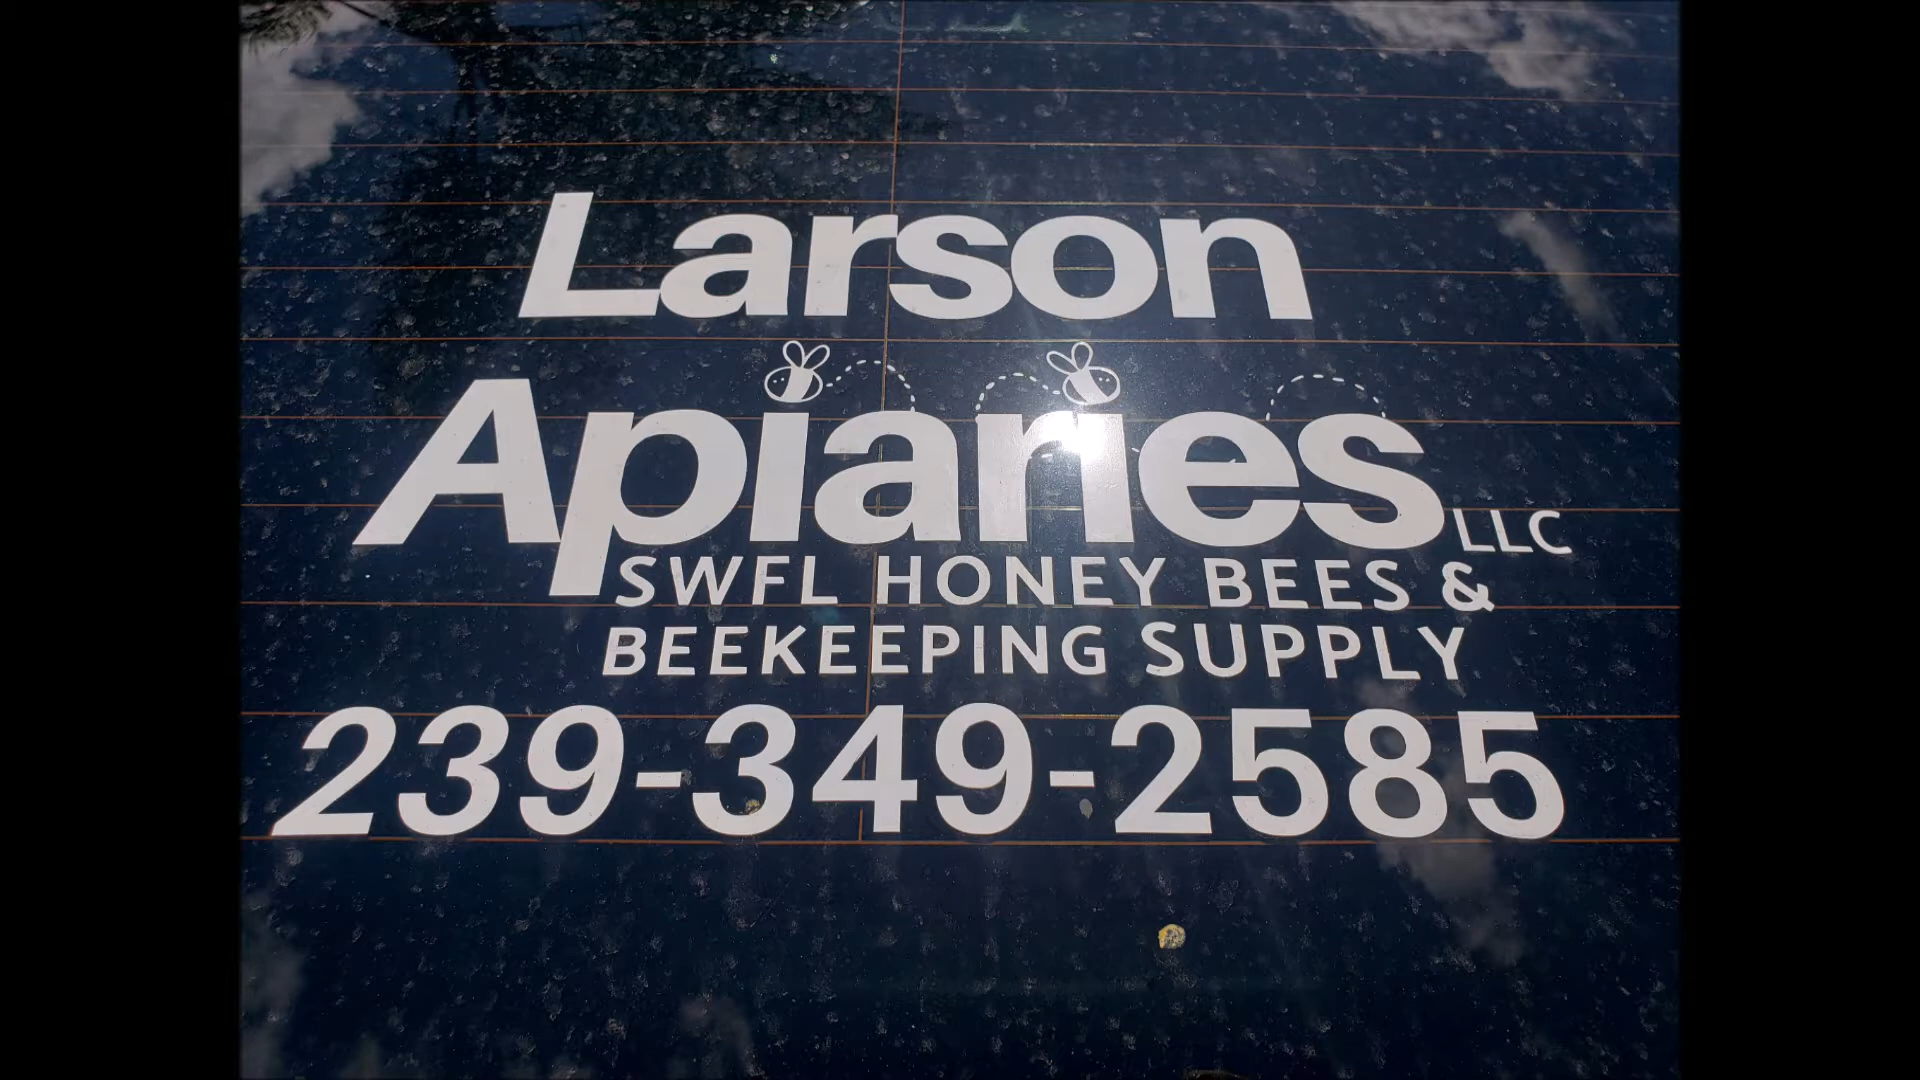 Larson
Apiaries LLC
SWFL HONEY BEES &
BEEKEEPING SUPPLY
239-349-2585